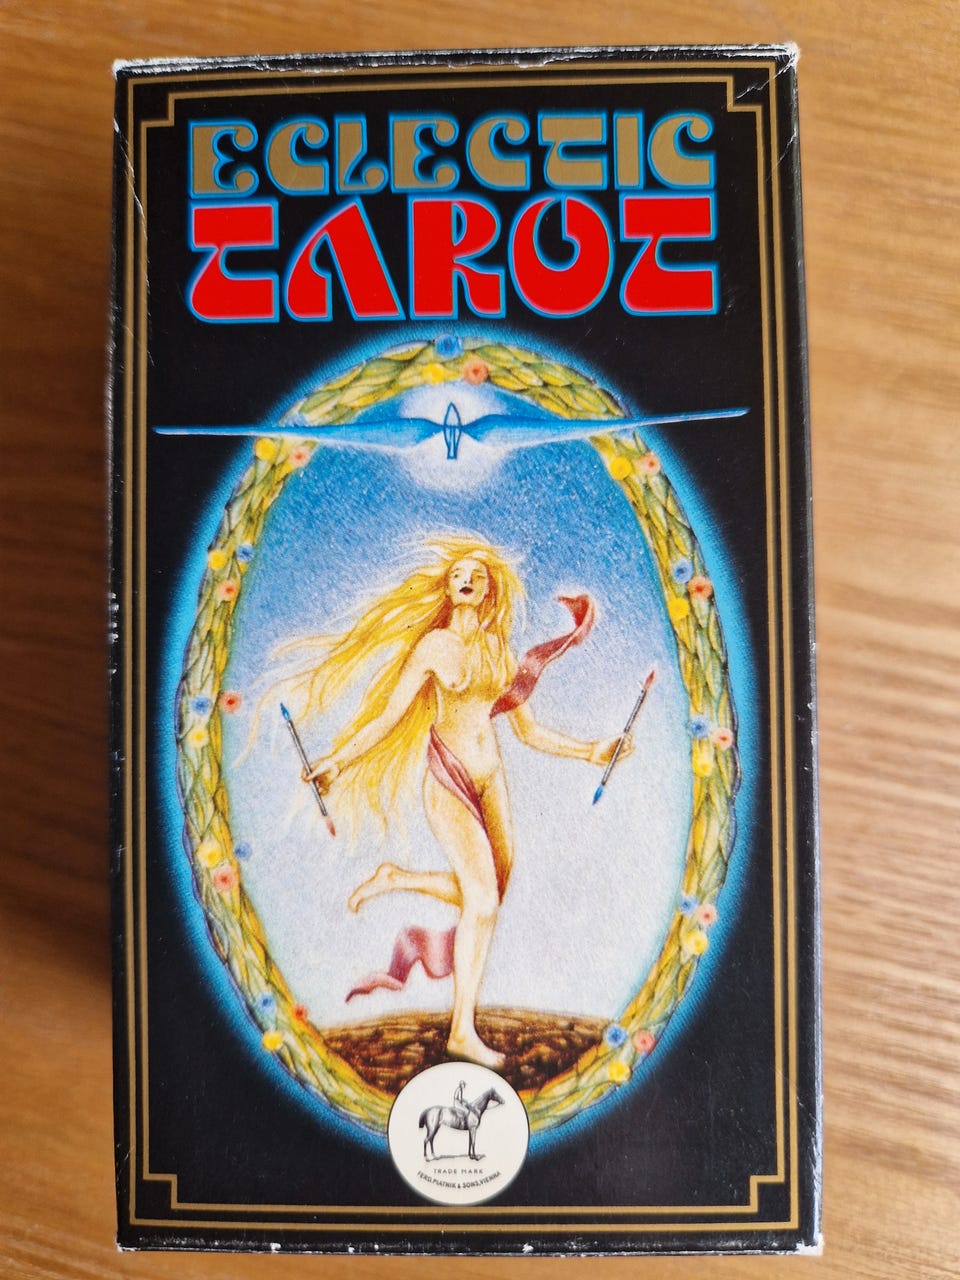 ECLECTIC
TAROT
TRADE MARK
FERD. PIATNIK & SONS, VIENNA